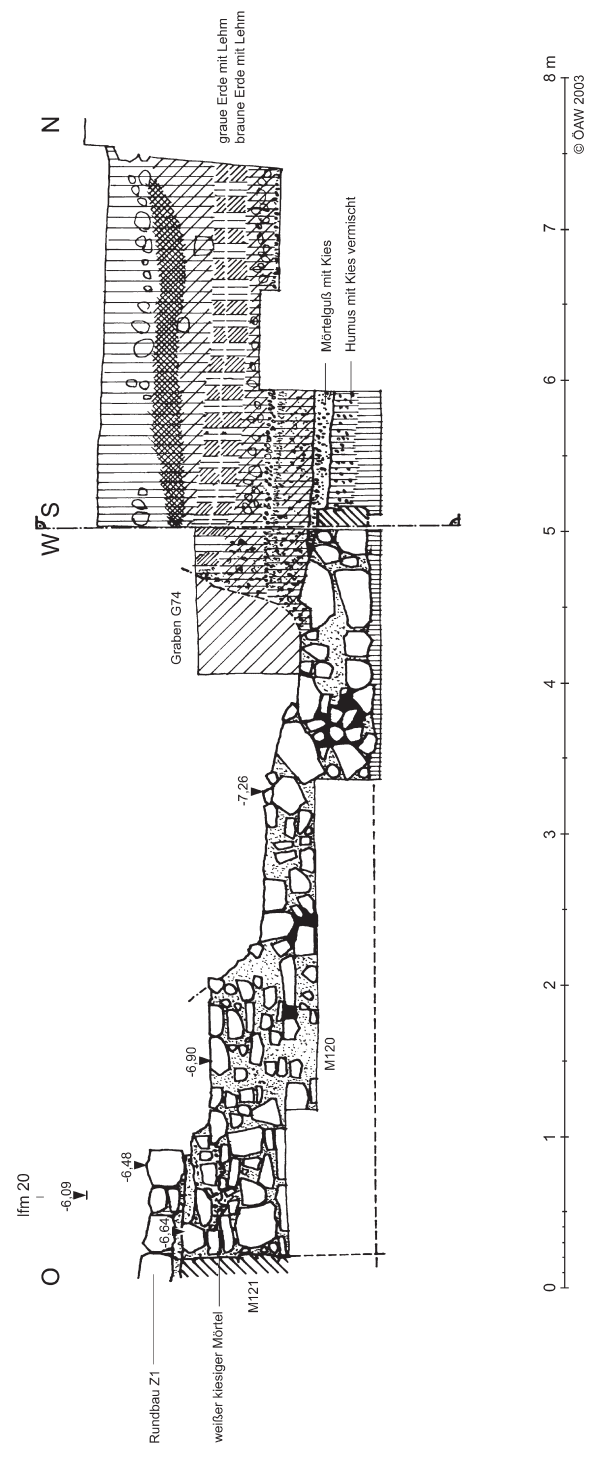 O
W
S
N
lfm 20
-6,09
-6,48
-6,64
-6,90
-7,26
Graben G74
graue Erde mit Lehm
braune Erde mit Lehm
Mörtelguß mit Kies
Humus mit Kies vermischt
Rundbau Z1
weißer kiesiger Mörtel
M121
M120
0
1
2
3
4
5
6
7
8 m
© ÖAW 2003